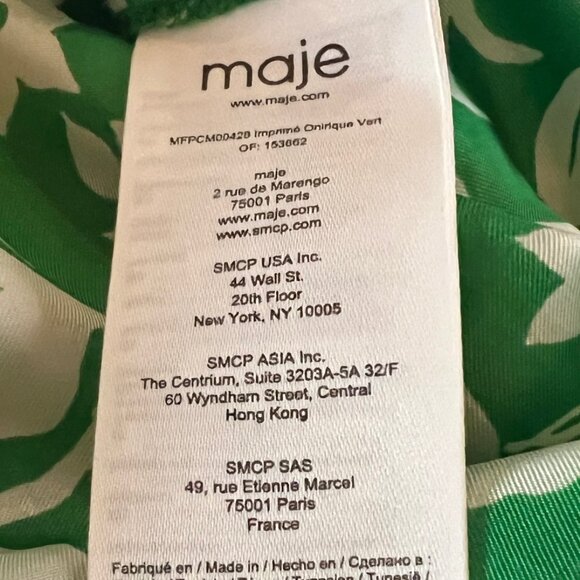 maje
www.maje.com
MFPCM00428 Imprimé Onirique Vert
OF: 153662
maje
2 rue de Marengo
75001 Paris
www.maje.com
www.smcp.com
SMCP USA Inc.
44 Wall St.
20th Floor
New York, NY 10005
SMCP ASIA Inc.
The Centrium, Suite 3203A-5A 32/F
60 Wyndham Street, Central
Hong Kong
SMCP SAS
49, rue Etienne Marcel
75001 Paris
France
Fabriqué en / Made in / Hecho en / Сделано в :